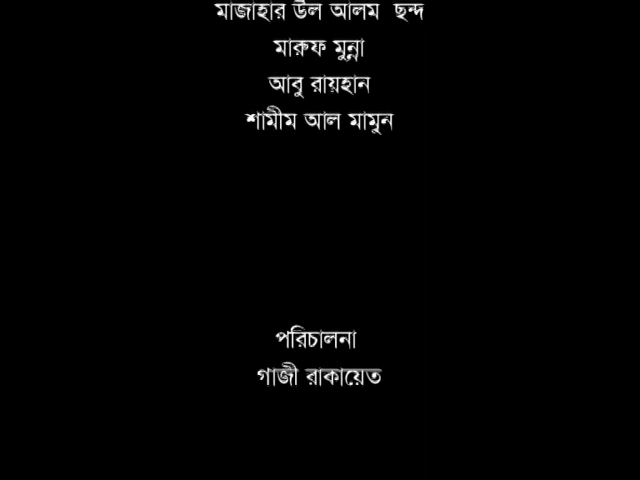 মাজাহার উল আলম ছন্দ
মারুফ মুন্না
আবু রায়হান
শামীম আল মামুন
পরিচালনা
গাজী রাকায়েত